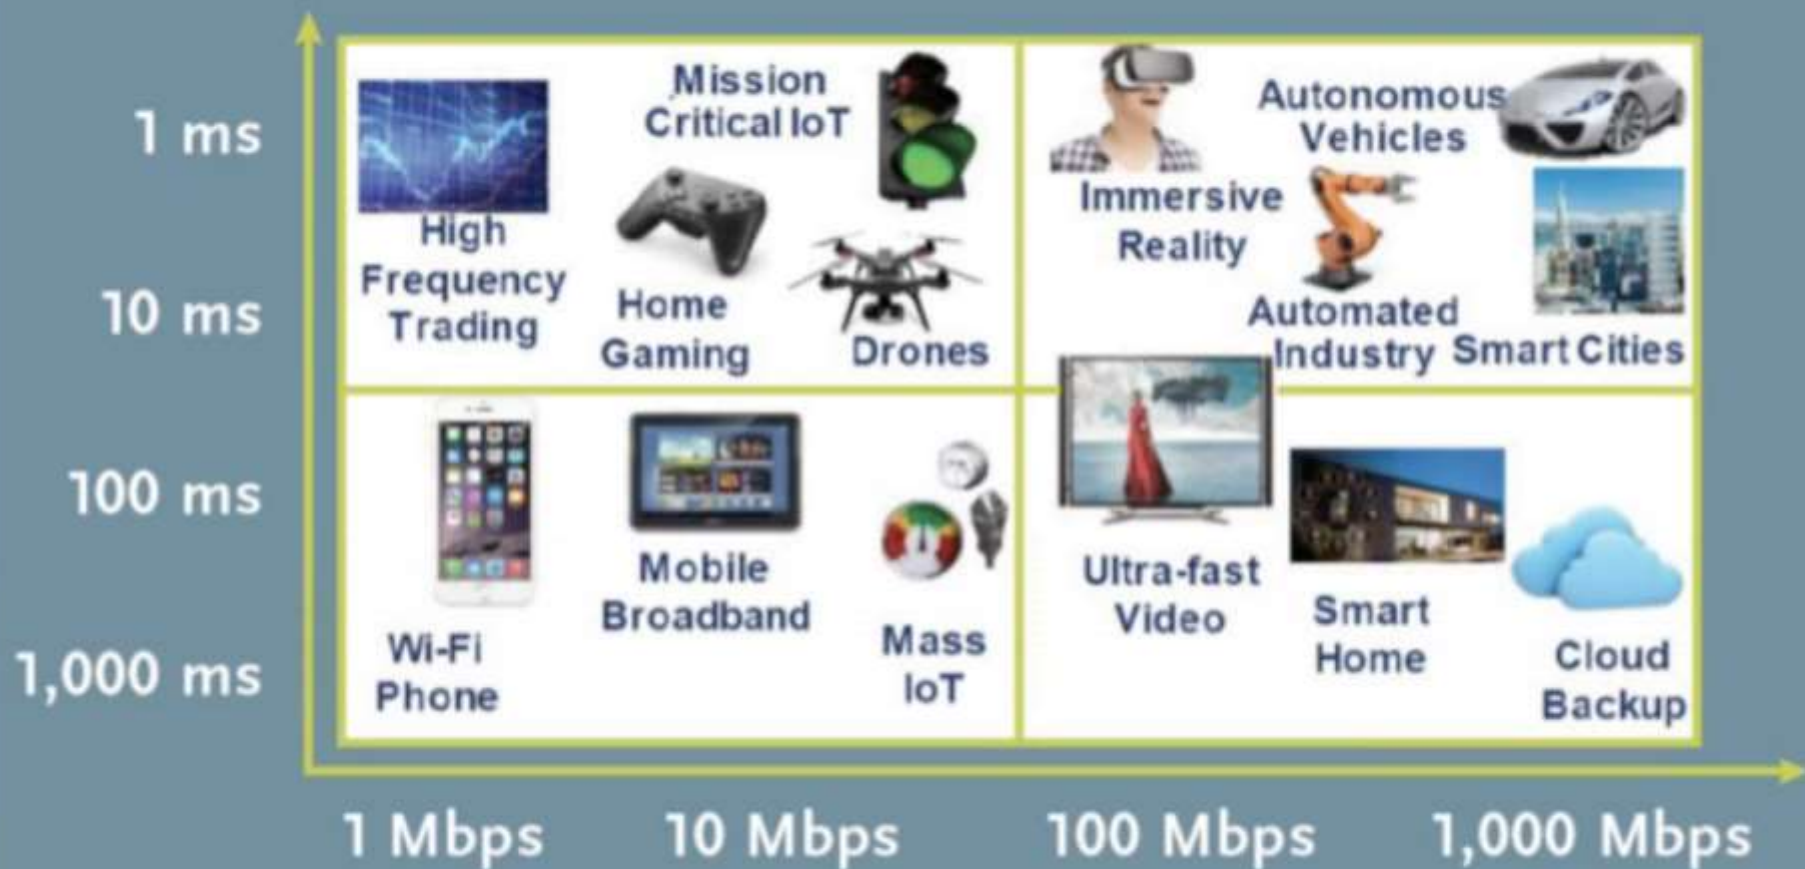 1 ms
10 ms
100 ms
1,000 ms
High
Frequency
Trading
Mission
Critical IoT
Home
Gaming
Drones
Immersive
Reality
Autonomous
Vehicles
Automated
Industry
Smart Cities
Wi-Fi
Phone
Mobile
Broadband
Mass
IoT
Ultra-fast
Video
Smart
Home
Cloud
Backup
1 Mbps
10 Mbps
100 Mbps
1,000 Mbps